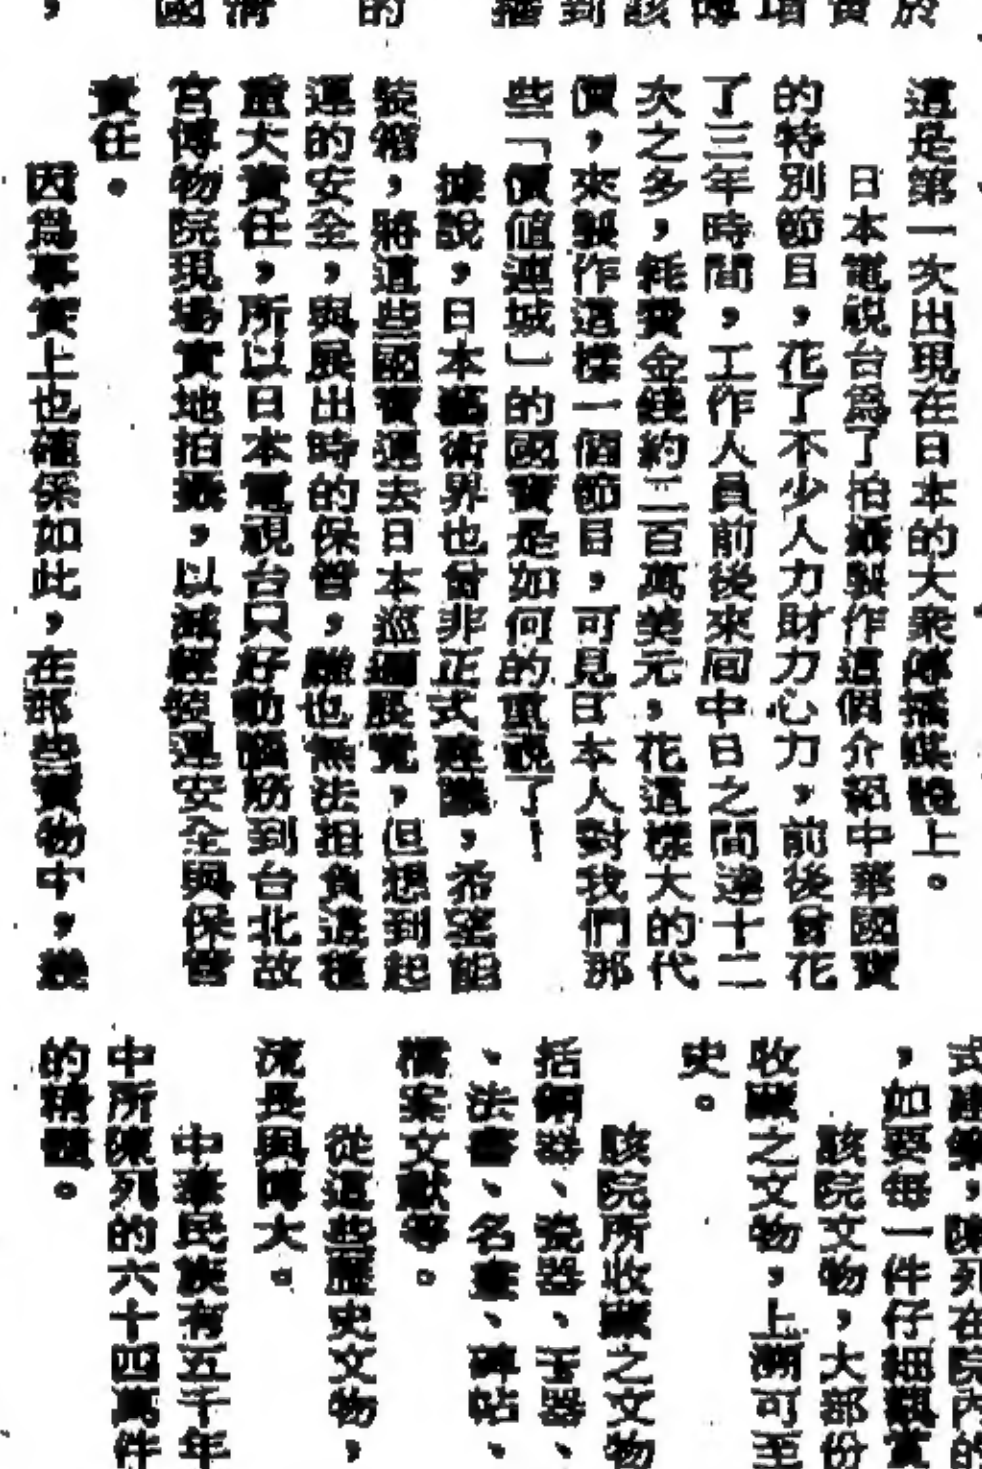 這是第一次出現在日本的大衆傳播媒體上。
日本電視台爲了拍攝製作這個介紹中華國寶
的特別節目，花了不少人力財力心力，前後曾花
了三年時間，工作人員前後來囘中日之間達十二
次之多，耗費金錢約二百萬美元，花這樣大的代
價，來製作這樣一個節目，可見日本人對我們那
些「價值連城」的國寶是如何的重視了！
據說，日本藝術界也曾非正式建議，希望能
裝箱，將這些國寶運去日本巡迴展覽，但想到起
運的安全，與展出時的保管，誰也無法担負這種
重大責任，所以日本電視台只好動腦筋到台北故
宮博物院現場實地拍攝，以減輕裝運安全與保管
責任。
因爲事實上也確係如此，在那些寶物中，幾
式建築，陳列在院內的
，如要每一件仔細觀賞
該院文物，大部份
收藏之文物，上溯可至
史。
該院所收藏之文物
括銅器、瓷器、玉器、
、法書、名畫、碑帖、
檔案文獻等。
從這些歷史文物，
流長與博大。
中華民族有五千年
中所陳列的六十四萬件
的精髓。